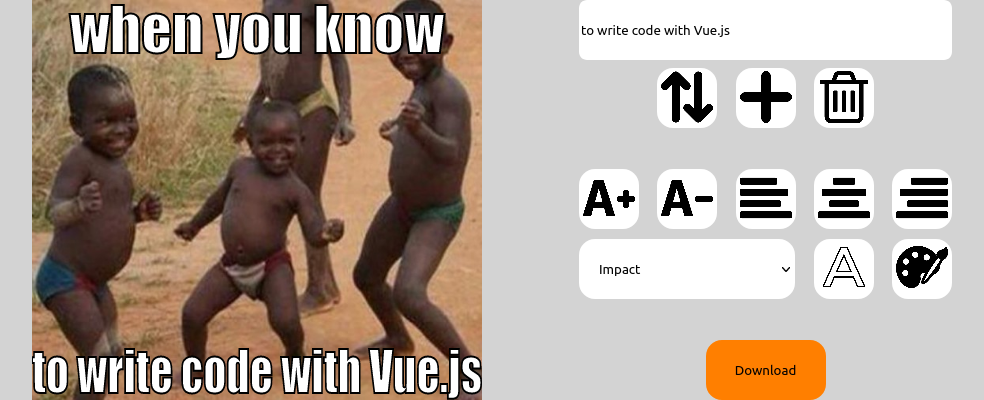 when you know
to write code with Vue.js
to write code with Vue.js
A+
A-
Impact
A
Download